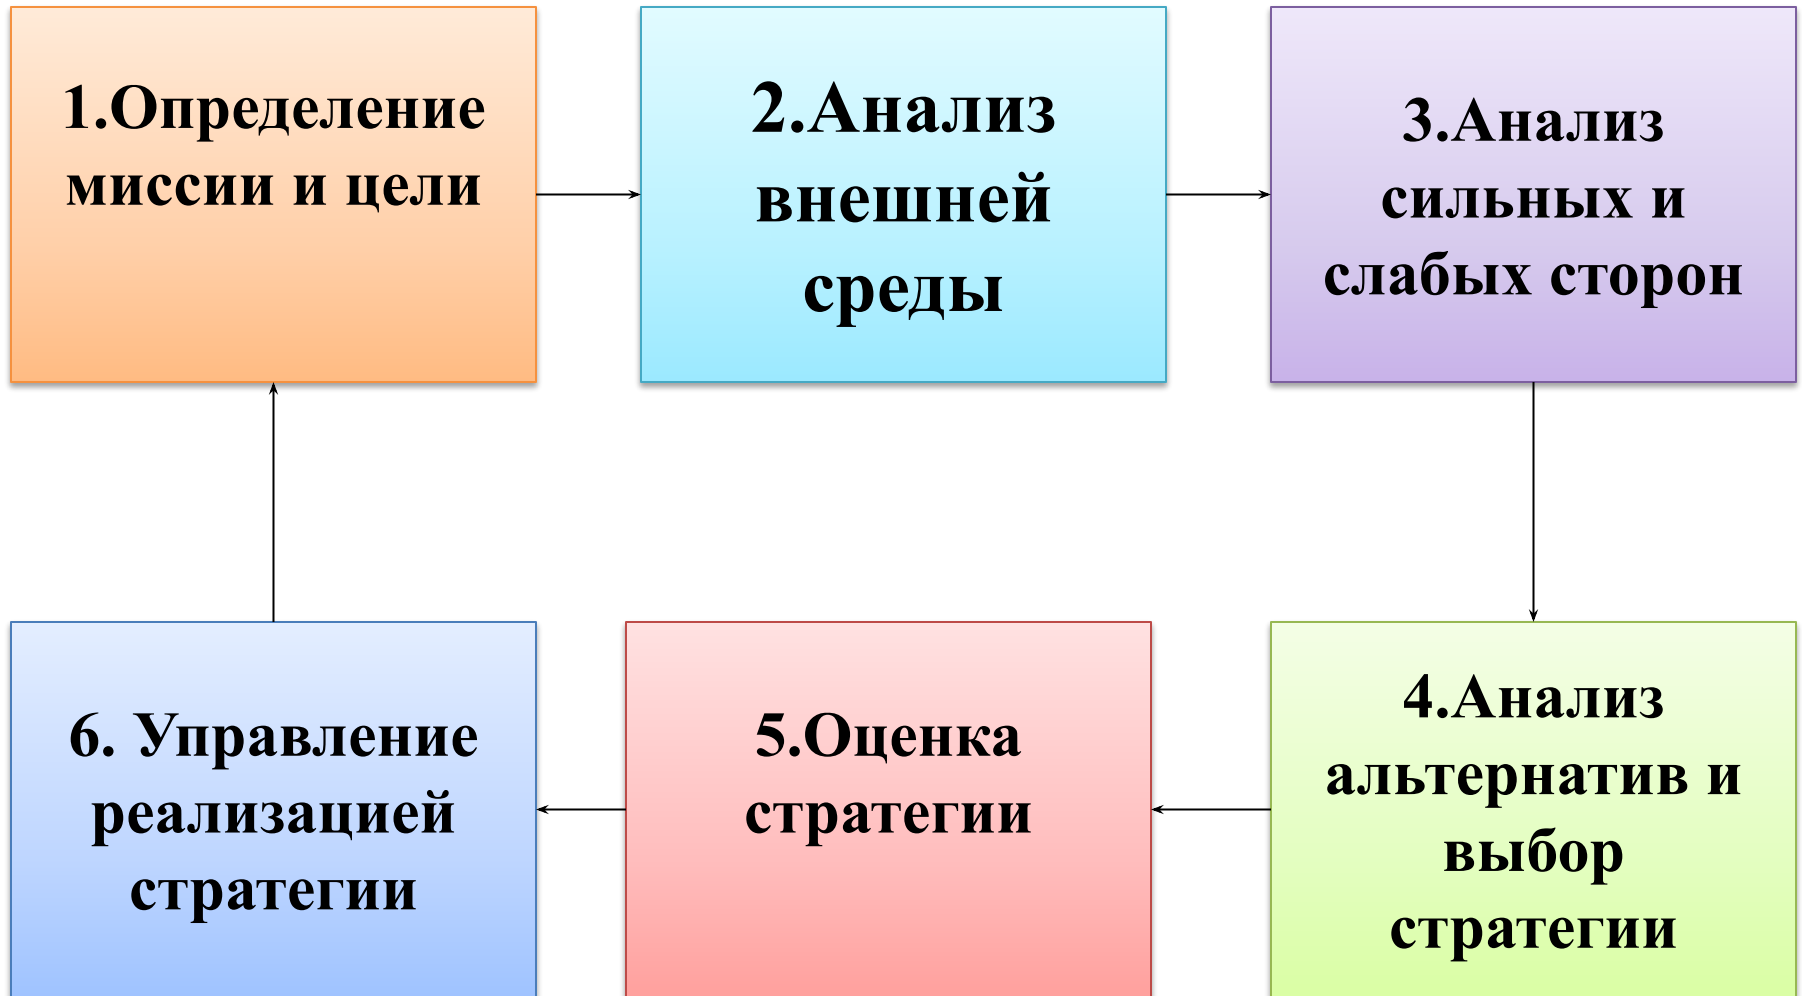 1.Определение
миссии и цели
2.Анализ
внешней
среды
3.Анализ
сильных и
слабых сторон
4.Анализ
альтернатив и
выбор
стратегии
5.Оценка
стратегии
6. Управление
реализацией
стратегии